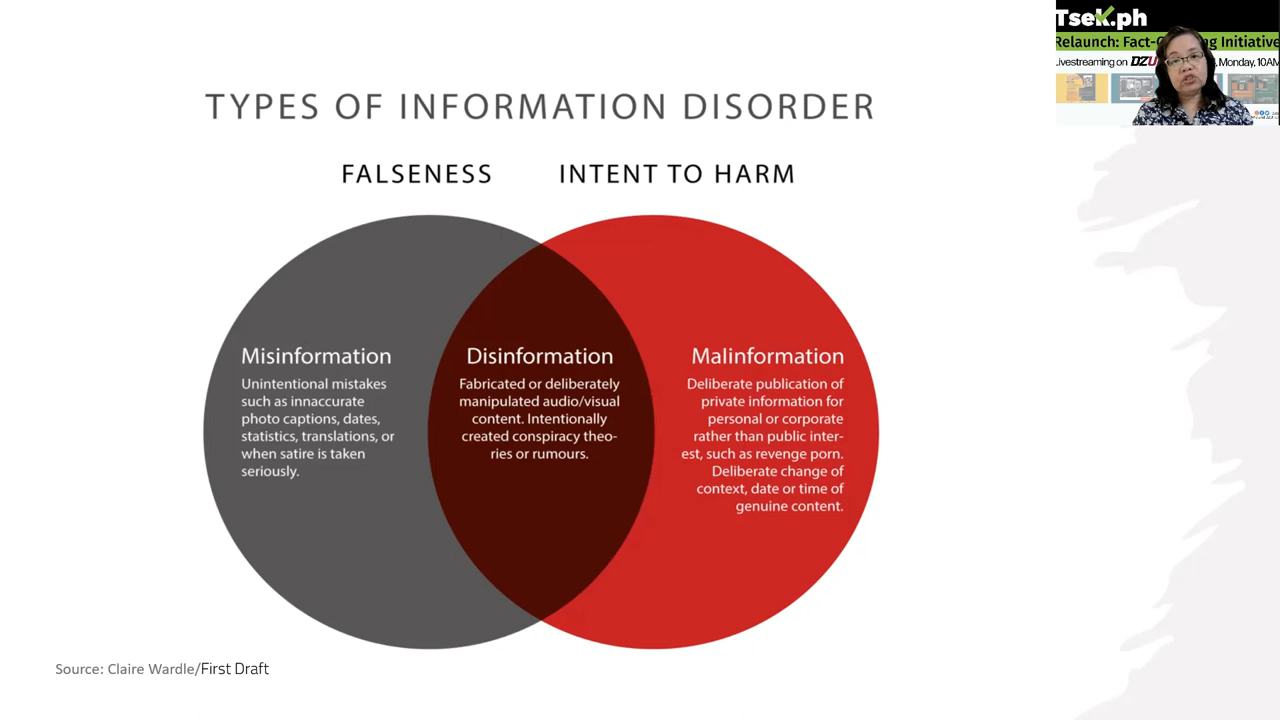 Tsek.ph
Relaunch: Fact-C ng Initiative
Livestreaming on DZU , Monday, 10AM
TYPES OF INFORMATION DISORDER
FALSENESS INTENT TO HARM
Misinformation
Unintentional mistakes
such as innaccurate
photo captions, dates,
statistics, translations, or
when satire is taken
seriously.
Disinformation
Fabricated or deliberately
manipulated audio/visual
content. Intentionally
created conspiracy theo-
ries or rumours.
Malinformation
Deliberate publication of
private information for
personal or corporate
rather than public inter-
est, such as revenge porn.
Deliberate change of
context, date or time of
genuine content.
Source: Claire Wardle/First Draft